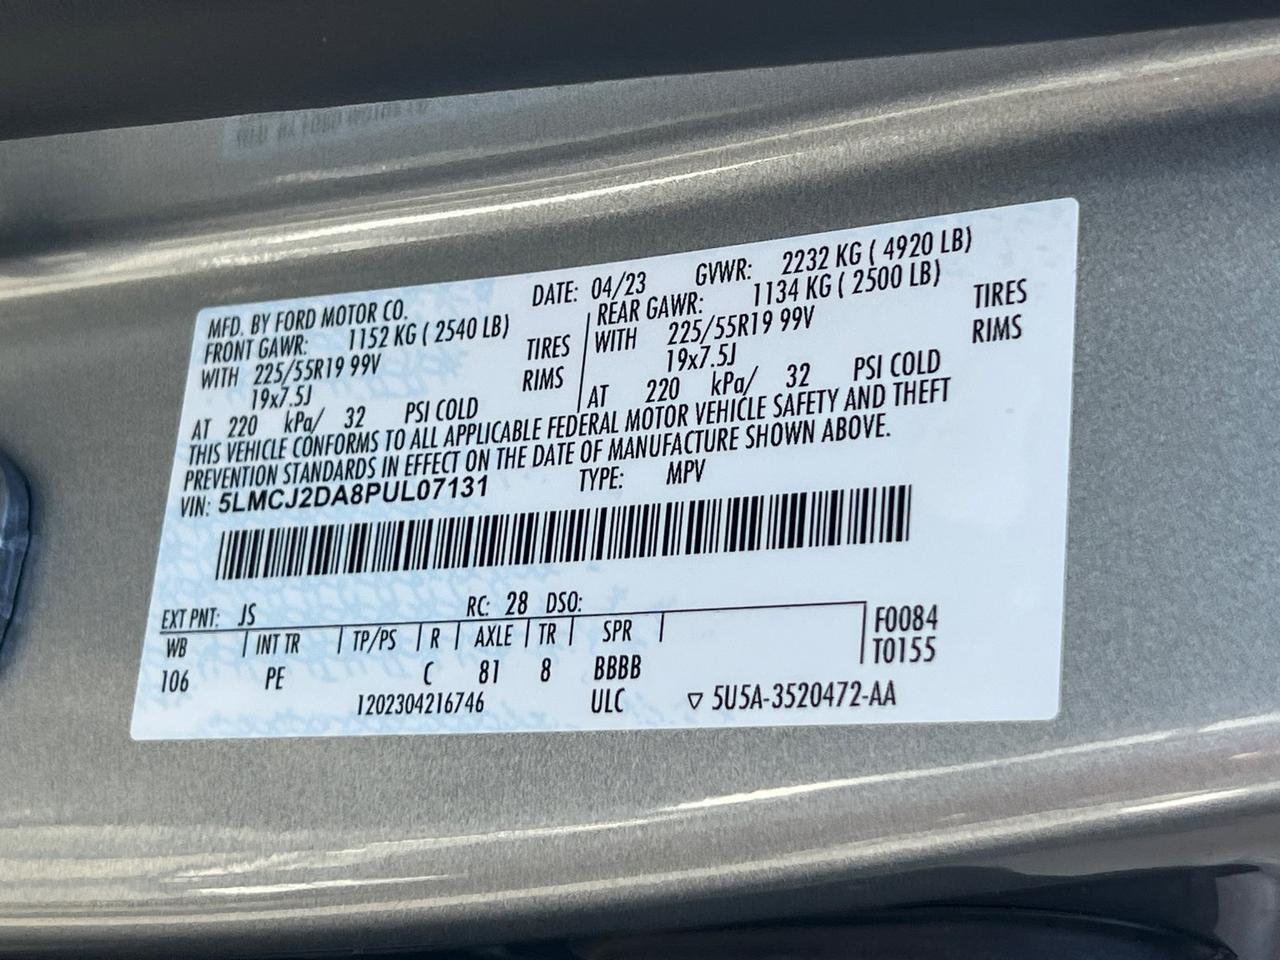 MFD. BY FORD MOTOR CO. DATE: 04/23 GVWR: 2232 KG ( 4920 LB)
FRONT GAWR: 1152 KG ( 2540 LB) REAR GAWR: 1134 KG ( 2500 LB)
WITH 225/55R19 99V TIRES WITH 225/55R19 99V TIRES
19x7.5J RIMS 19x7.5J RIMS
AT 220 kPa/ 32 PSI COLD AT 220 kPa/ 32 PSI COLD
THIS VEHICLE CONFORMS TO ALL APPLICABLE FEDERAL MOTOR VEHICLE SAFETY AND THEFT
PREVENTION STANDARDS IN EFFECT ON THE DATE OF MANUFACTURE SHOWN ABOVE.
VIN: 5LMCJ2DA8PUL07131 TYPE: MPV
EXT PNT: JS RC: 28 DSO:
WB INT TR TP/PS R AXLE TR SPR F0084
T0155
106 PE C 81 8 BBBB
1202304216746 ULC ▽ 5U5A-3520472-AA